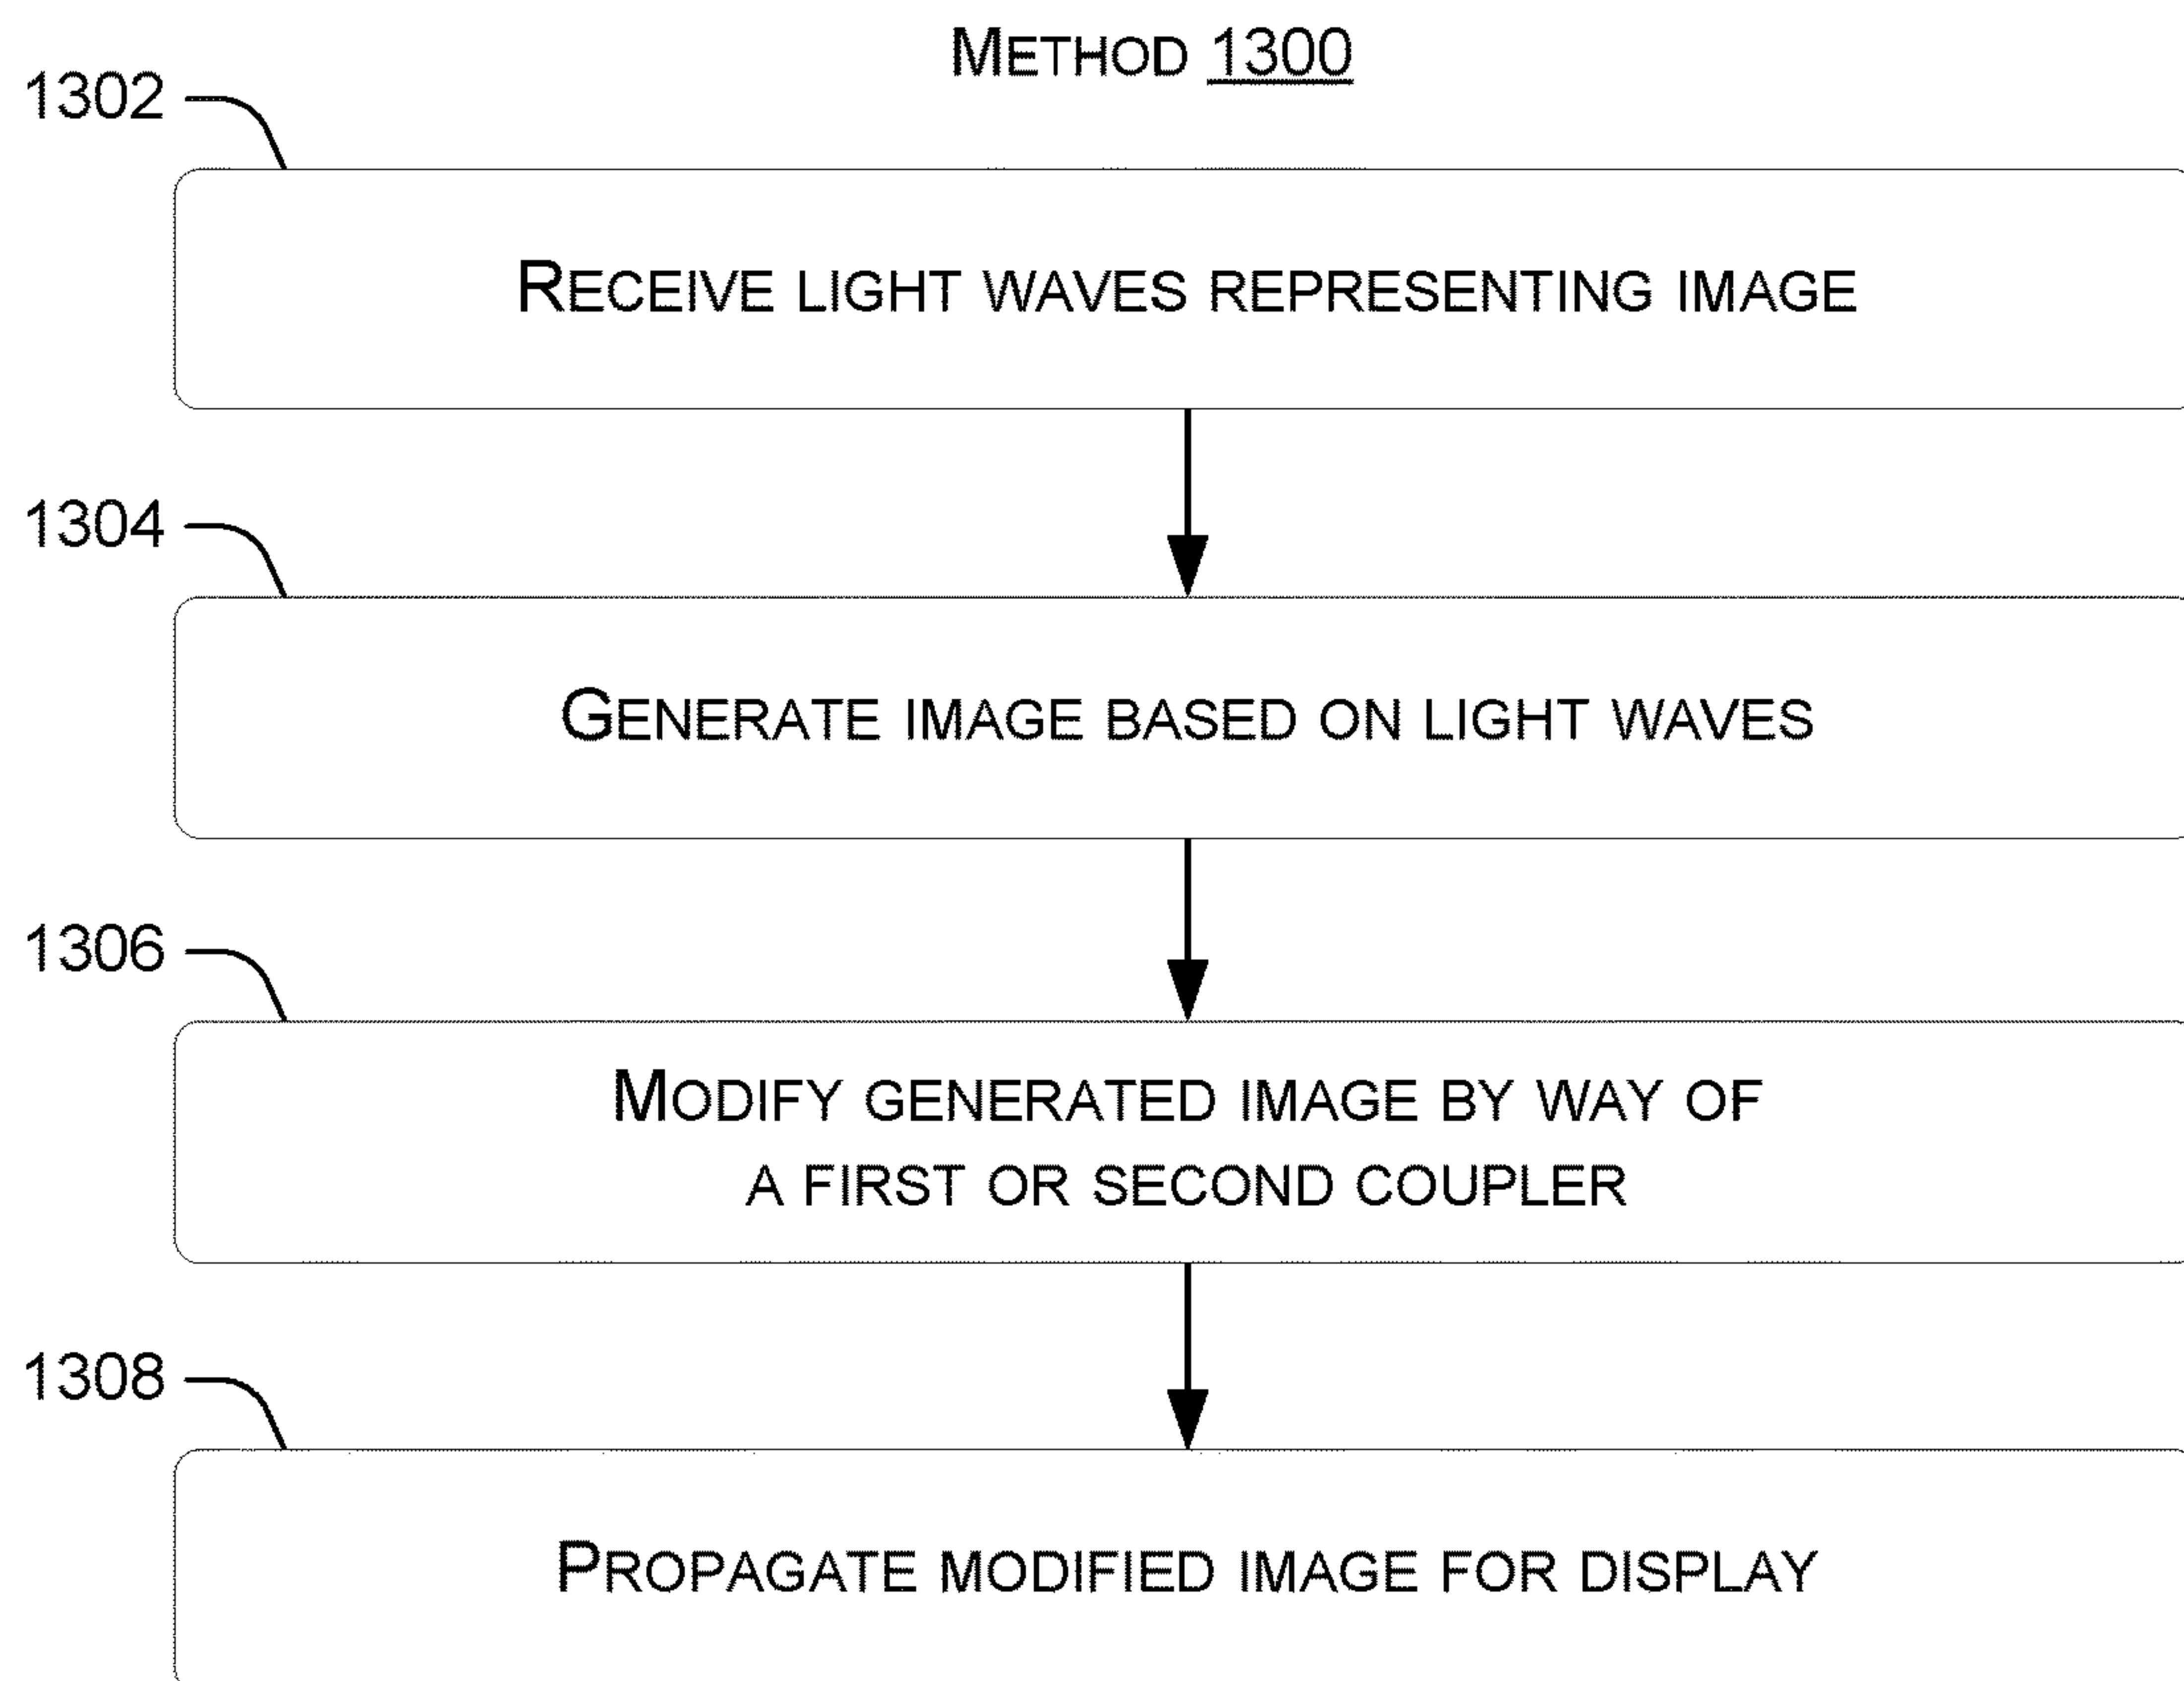 METHOD 1300
1302
RECEIVE LIGHT WAVES REPRESENTING IMAGE
1304
GENERATE IMAGE BASED ON LIGHT WAVES
1306
MODIFY GENERATED IMAGE BY WAY OF
A FIRST OR SECOND COUPLER
1308
PROPAGATE MODIFIED IMAGE FOR DISPLAY